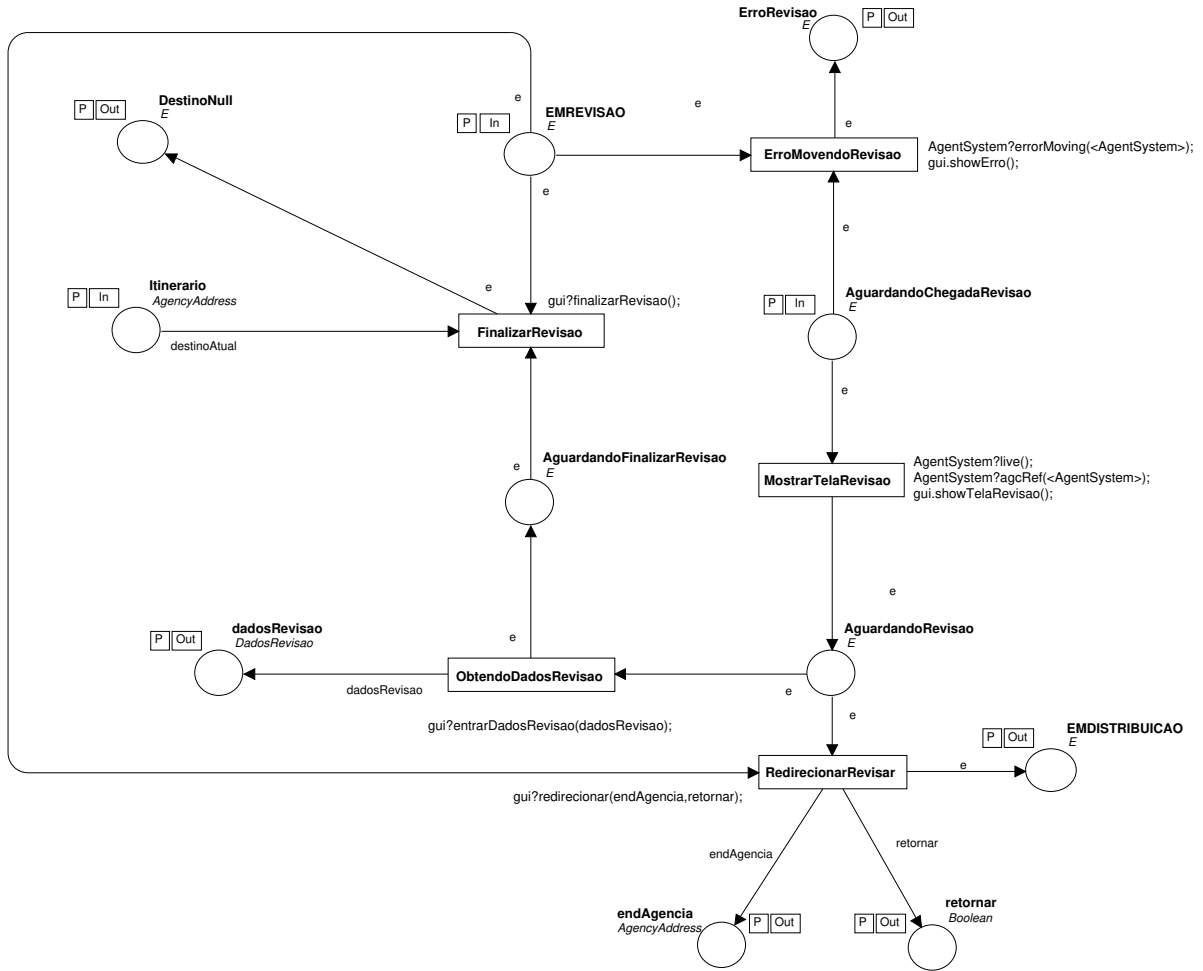 ErroRevisao
E
P Out
DestinoNull
E
P Out
e
EMREVISAO
E
P In
e
e
ErroMovendoRevisao
AgentSystem?errorMoving(<AgentSystem>);
gui.showErro();
e
e
Itinerario
AgencyAddress
P In
e
gui?finalizarRevisao();
AguardandoChegadaRevisao
E
P In
destinoAtual
FinalizarRevisao
e
AguardandoFinalizarRevisao
E
e
MostrarTelaRevisao
AgentSystem?live();
AgentSystem?agcRef(<AgentSystem>);
gui.showTelaRevisao();
e
dadosRevisao
DadosRevisao
P Out
e
AguardandoRevisao
E
dadosRevisao
ObtendoDadosRevisao
e
gui?entrarDadosRevisao(dadosRevisao);
e
EMDISTRIBUICAO
E
P Out
RedirecionarRevisar
e
gui?redirecionar(endAgencia,retornar);
endAgencia
retornar
endAgencia
AgencyAddress
P Out
P Out
retornar
Boolean